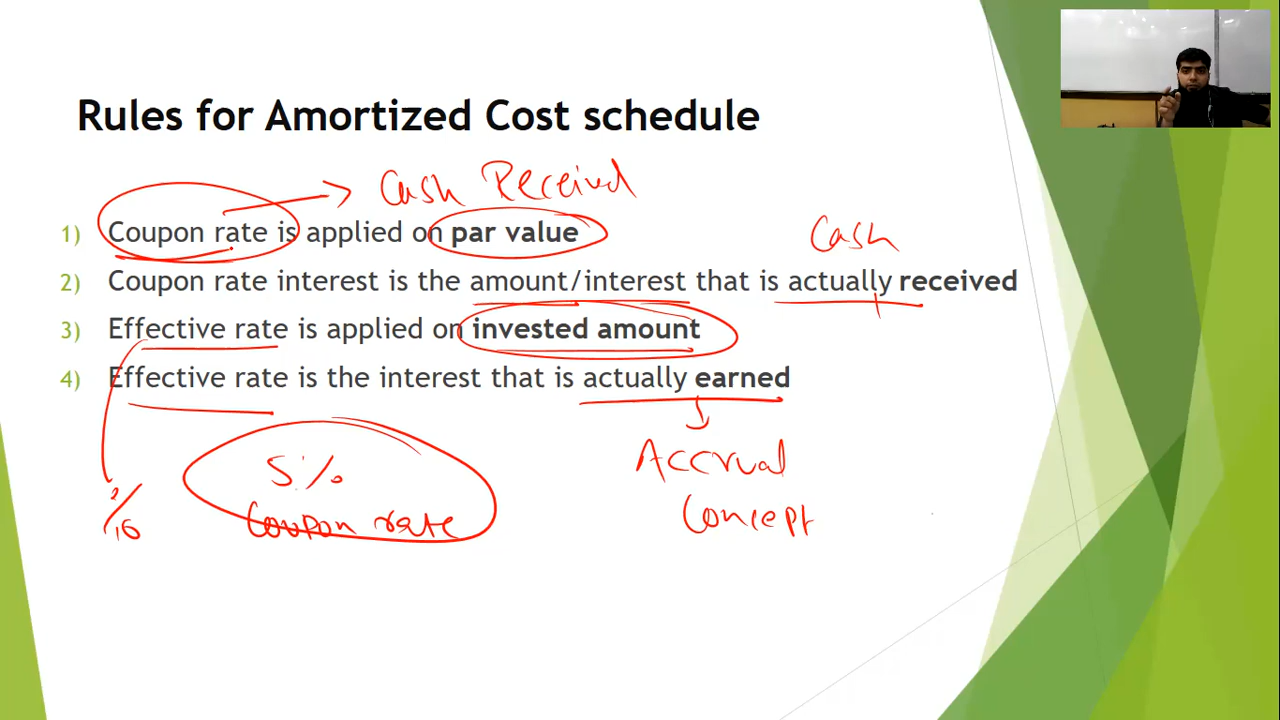 Rules for Amortized Cost schedule
Cash Received
1) Coupon rate is applied on par value
Cash
2) Coupon rate interest is the amount/interest that is actually received
3) Effective rate is applied on invested amount
4) Effective rate is the interest that is actually earned
5%
Coupon rate
Accrual
Concept